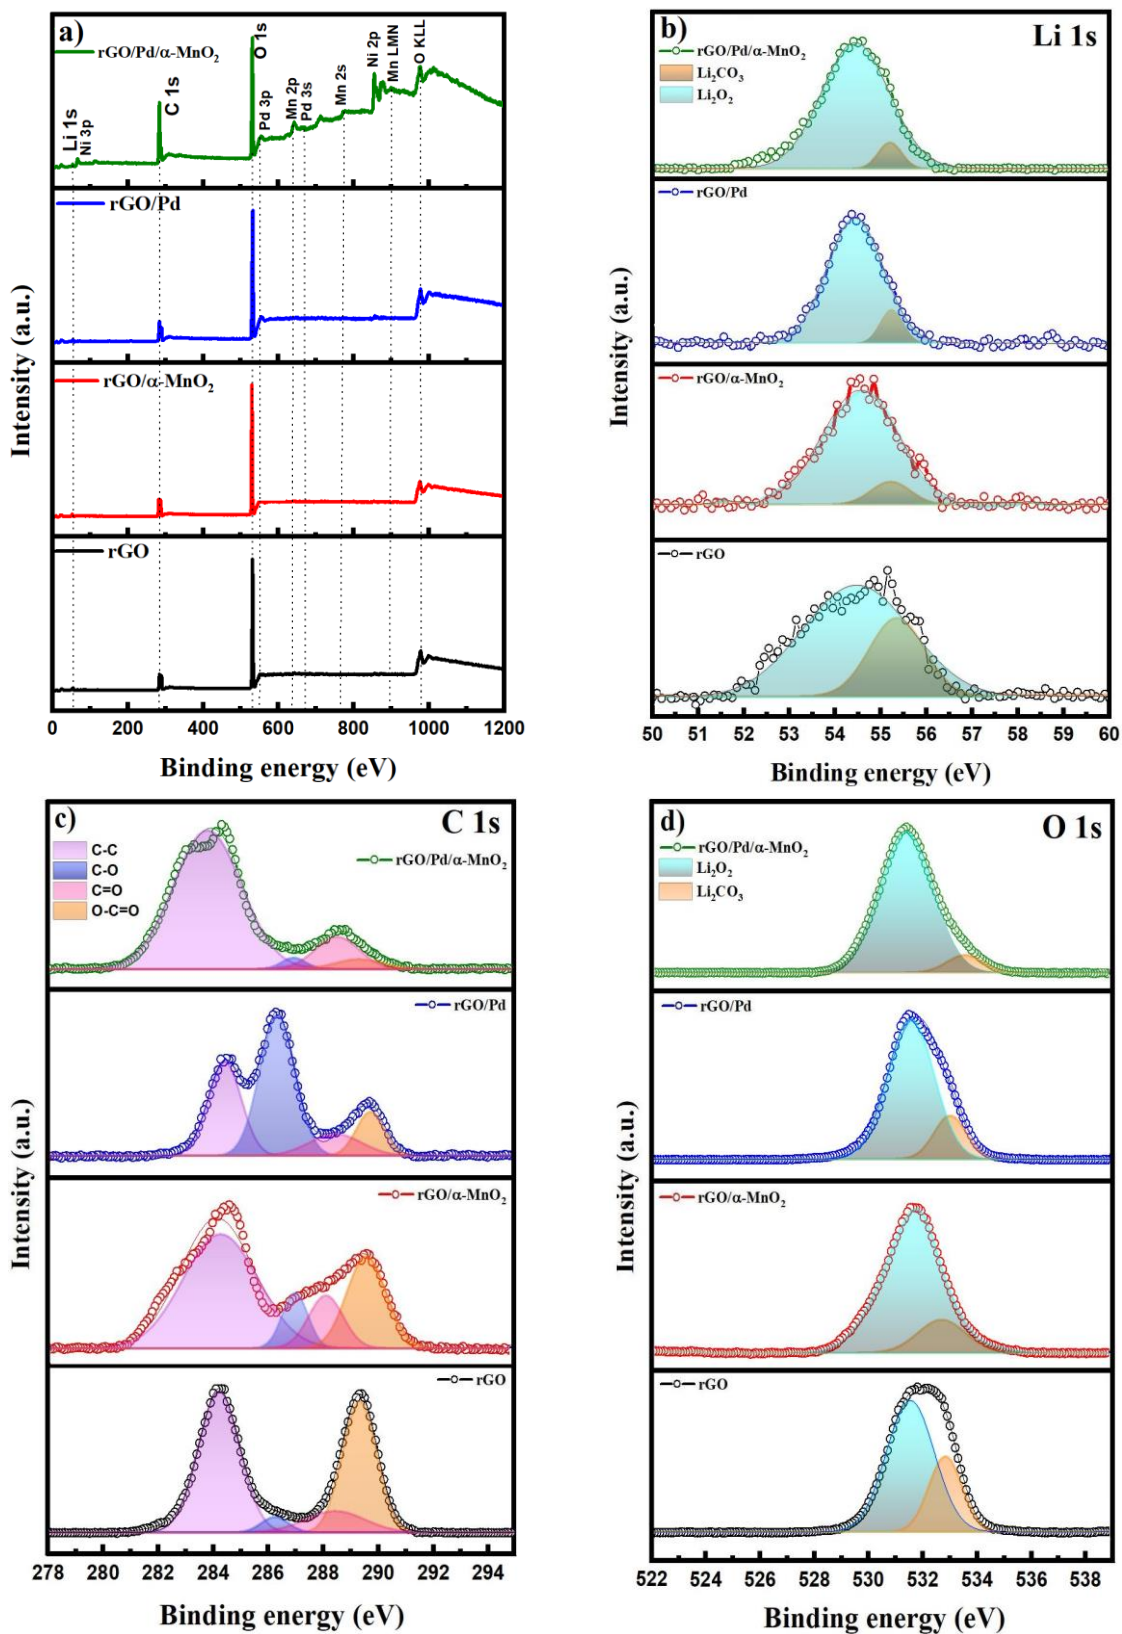 a)
rGO/Pd/α-MnO₂
Li 1s
Ni 3p
C 1s
O 1s
Pd 3p
Mn 2p
Pd 3s
Mn 2s
Ni 2p
Mn LMN
O KLL
rGO/Pd
rGO/α-MnO₂
rGO
0 200 400 600 800 1000 1200
Binding energy (eV)
Intensity (a.u.)
b)
Li 1s
rGO/Pd/α-MnO₂
Li₂CO₃
Li₂O₂
rGO/Pd
rGO/α-MnO₂
rGO
50 51 52 53 54 55 56 57 58 59 60
Binding energy (eV)
Intensity (a.u.)
c)
C 1s
C-C
C-O
C=O
O-C=O
rGO/Pd/α-MnO₂
rGO/Pd
rGO/α-MnO₂
rGO
278 280 282 284 286 288 290 292 294
Binding energy (eV)
Intensity (a.u.)
d)
O 1s
rGO/Pd/α-MnO₂
Li₂O₂
Li₂CO₃
rGO/Pd
rGO/α-MnO₂
rGO
522 524 526 528 530 532 534 536 538
Binding energy (eV)
Intensity (a.u.)